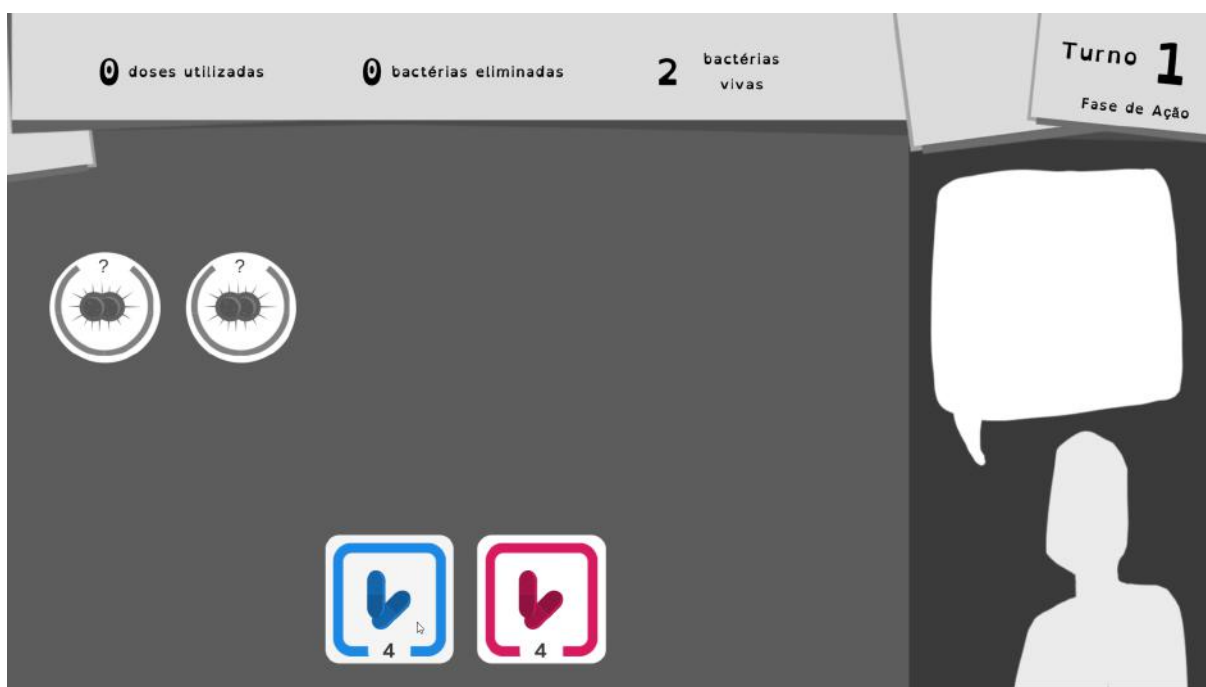 0 doses utilizadas
0 bactérias eliminadas
2 bactérias
vivas
Turno 1
Fase de Ação
? ?
4 4